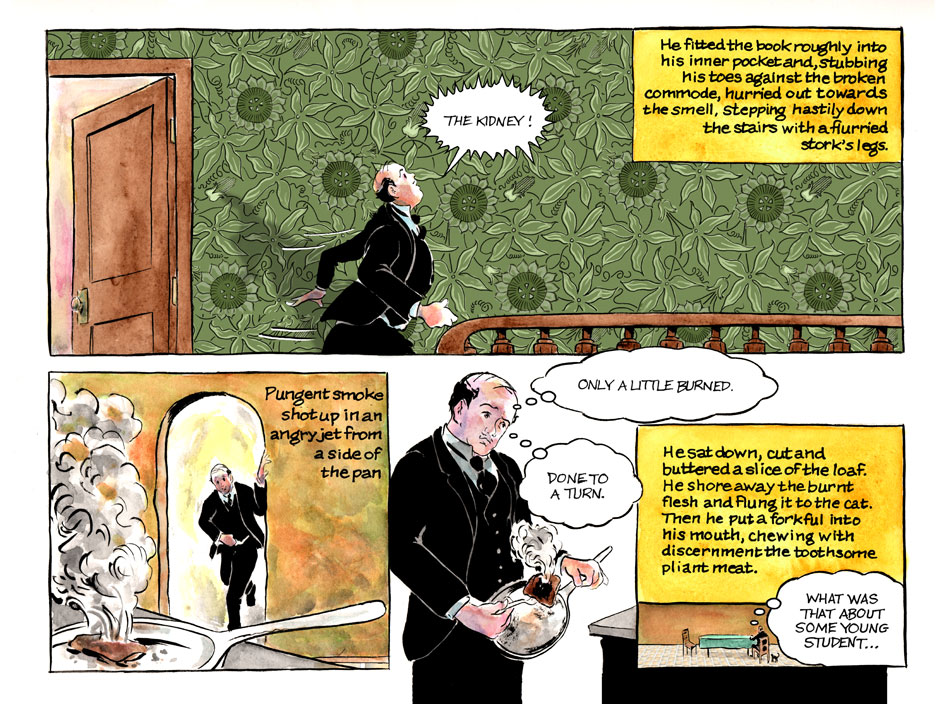 THE KIDNEY!
He fitted the book roughly into
his inner pocket and, stubbing
his toes against the broken
commode, hurried out towards
the smell, stepping hastily down
the stairs with a flurried
stork's legs.
Pungent smoke
shot up in an
angry jet from
a side of
the pan
ONLY A LITTLE BURNED.
DONE TO
A TURN.
He sat down, cut and
buttered a slice of the loaf.
He shore away the burnt
flesh and flung it to the cat.
Then he put a forkful into
his mouth, chewing with
discernment the toothsome
pliant meat.
WHAT WAS
THAT ABOUT
SOME YOUNG
STUDENT...